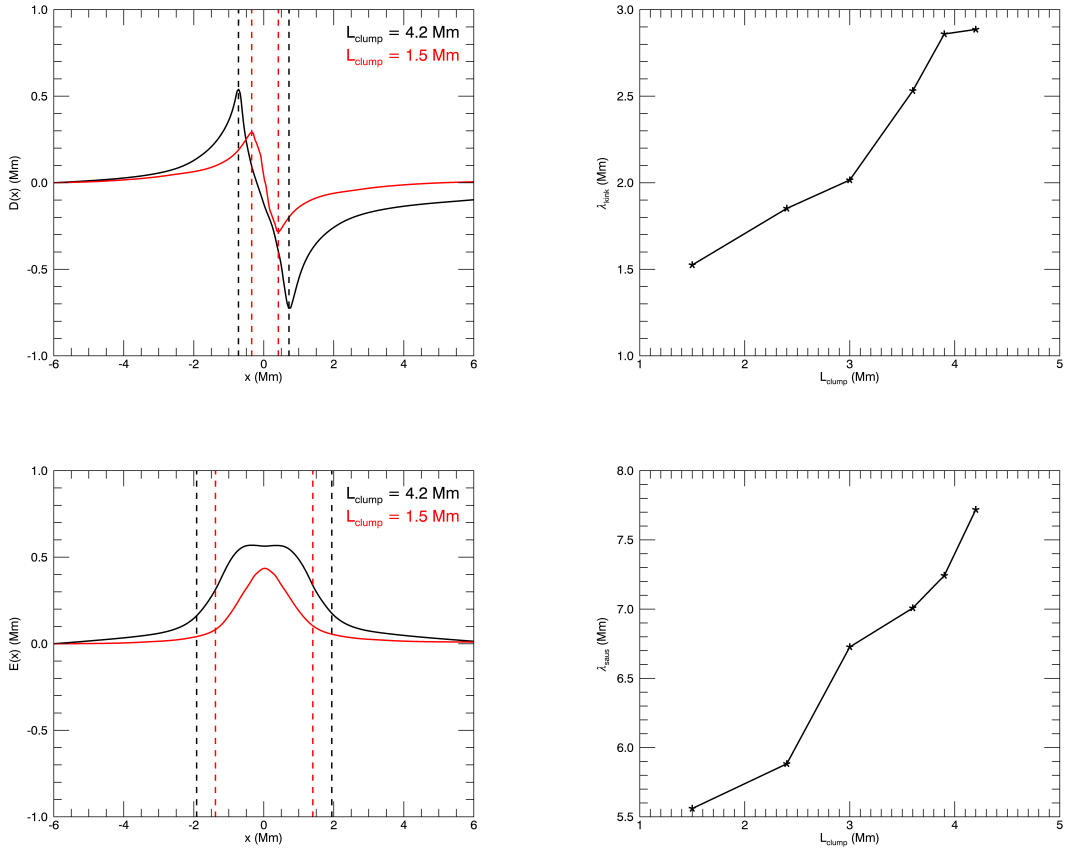 1.0
0.5
0.0
-0.5
-1.0
D(x) (Mm)
L_clump = 4.2 Mm
L_clump = 1.5 Mm
-6 -4 -2 0 2 4 6
x (Mm)
3.0
2.5
2.0
1.5
1.0
λ_kink (Mm)
1 2 3 4 5
L_clump (Mm)
1.0
0.5
0.0
-0.5
-1.0
E(x) (Mm)
L_clump = 4.2 Mm
L_clump = 1.5 Mm
-6 -4 -2 0 2 4 6
x (Mm)
8.0
7.5
7.0
6.5
6.0
5.5
λ_saus (Mm)
1 2 3 4 5
L_clump (Mm)